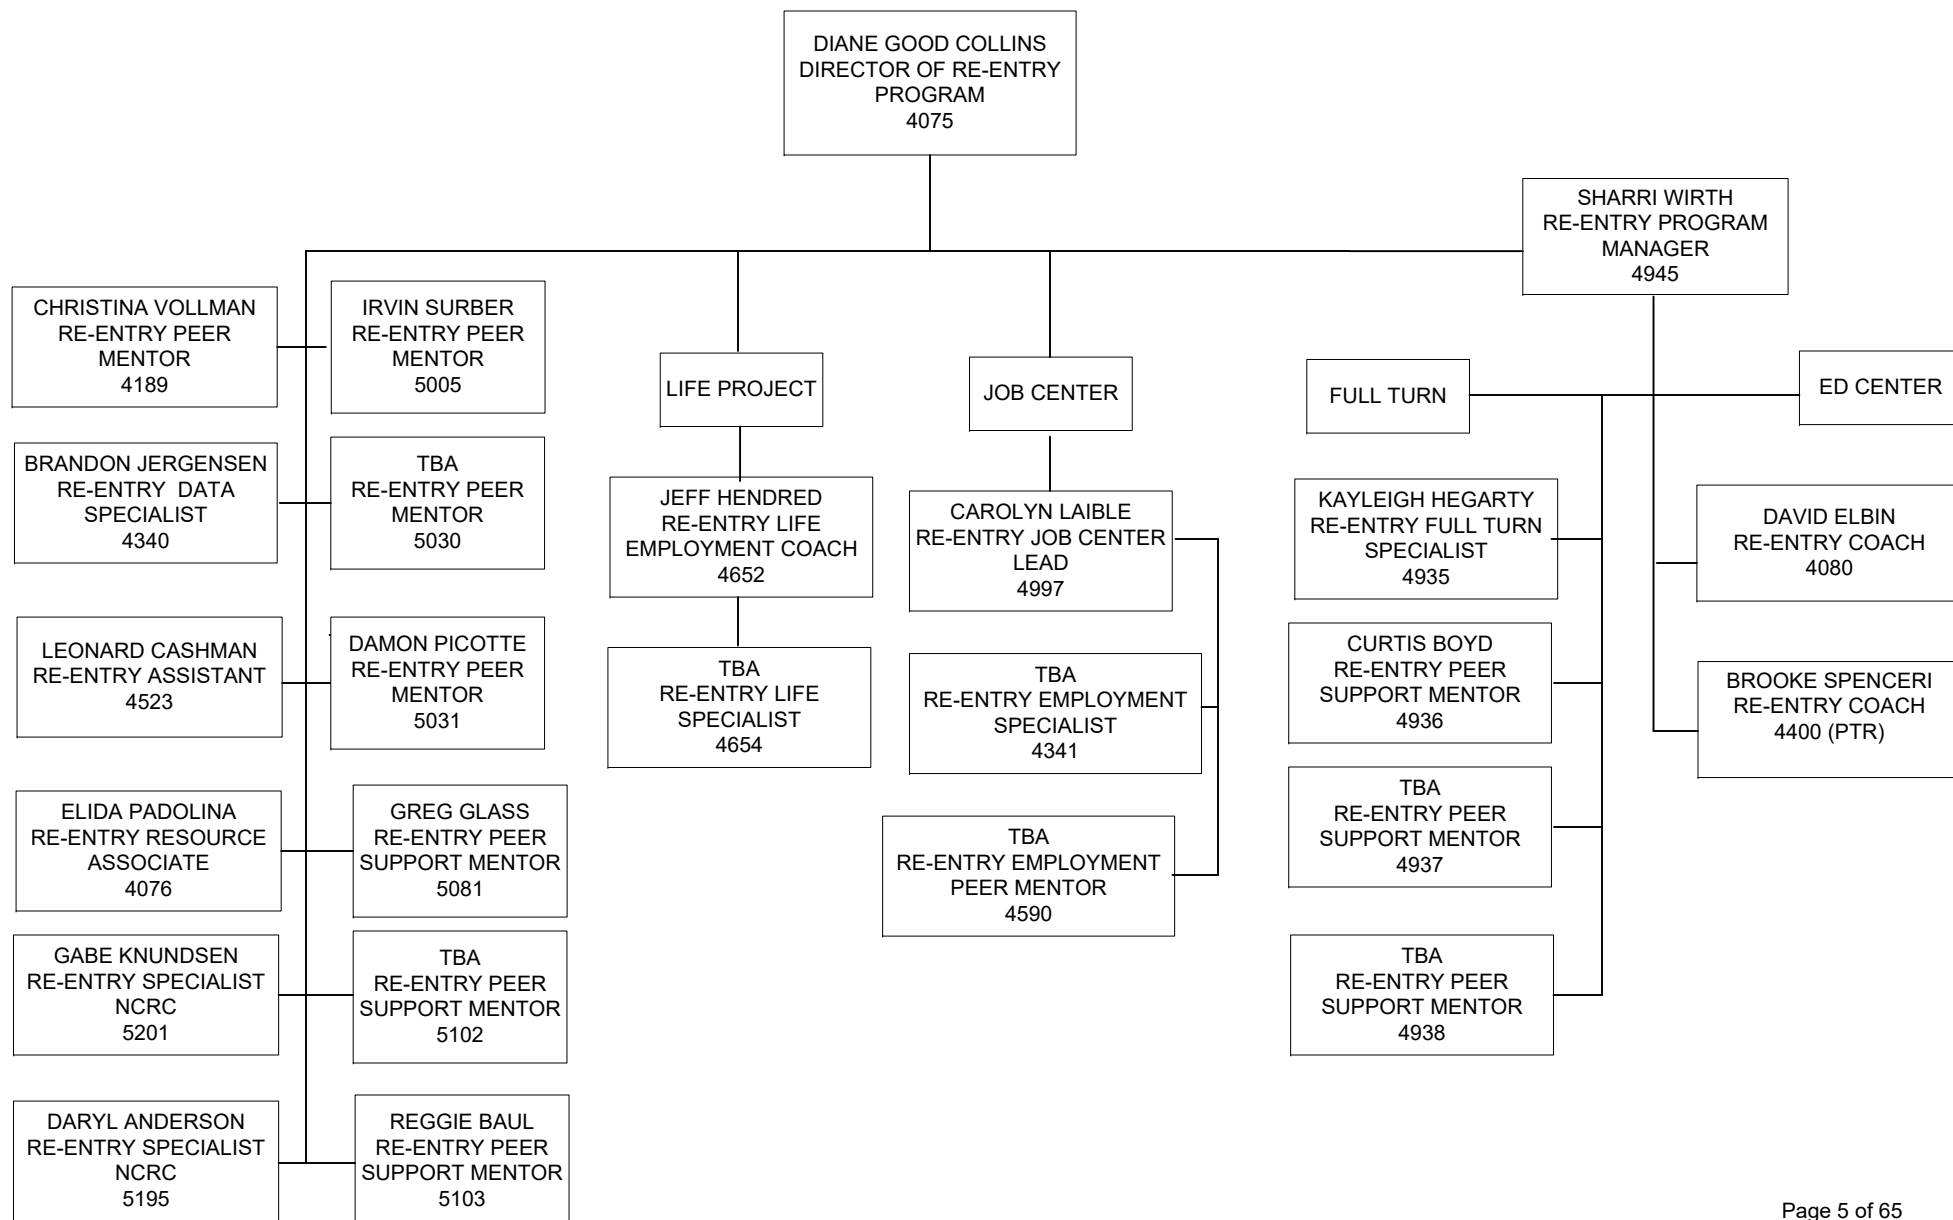 DIANE GOOD COLLINS
DIRECTOR OF RE-ENTRY
PROGRAM
4075
SHARRI WIRTH
RE-ENTRY PROGRAM
MANAGER
4945
CHRISTINA VOLLMAN
RE-ENTRY PEER
MENTOR
4189
IRVIN SURBER
RE-ENTRY PEER
MENTOR
5005
BRANDON JERGENSEN
RE-ENTRY DATA
SPECIALIST
4340
TBA
RE-ENTRY PEER
MENTOR
5030
LEONARD CASHMAN
RE-ENTRY ASSISTANT
4523
DAMON PICOTTE
RE-ENTRY PEER
MENTOR
5031
ELIDA PADOLINA
RE-ENTRY RESOURCE
ASSOCIATE
4076
GREG GLASS
RE-ENTRY PEER
SUPPORT MENTOR
5081
GABE KNUNDSEN
RE-ENTRY SPECIALIST
NCRC
5201
TBA
RE-ENTRY PEER
SUPPORT MENTOR
5102
DARYL ANDERSON
RE-ENTRY SPECIALIST
NCRC
5195
REGGIE BAUL
RE-ENTRY PEER
SUPPORT MENTOR
5103
LIFE PROJECT
JEFF HENDRED
RE-ENTRY LIFE
EMPLOYMENT COACH
4652
TBA
RE-ENTRY LIFE
SPECIALIST
4654
JOB CENTER
CAROLYN LAIBLE
RE-ENTRY JOB CENTER
LEAD
4997
TBA
RE-ENTRY EMPLOYMENT
SPECIALIST
4341
TBA
RE-ENTRY EMPLOYMENT
PEER MENTOR
4590
FULL TURN
KAYLEIGH HEGARTY
RE-ENTRY FULL TURN
SPECIALIST
4935
CURTIS BOYD
RE-ENTRY PEER
SUPPORT MENTOR
4936
TBA
RE-ENTRY PEER
SUPPORT MENTOR
4937
TBA
RE-ENTRY PEER
SUPPORT MENTOR
4938
ED CENTER
DAVID ELBIN
RE-ENTRY COACH
4080
BROOKE SPENCERI
RE-ENTRY COACH
4400 (PTR)
Page 5 of 65